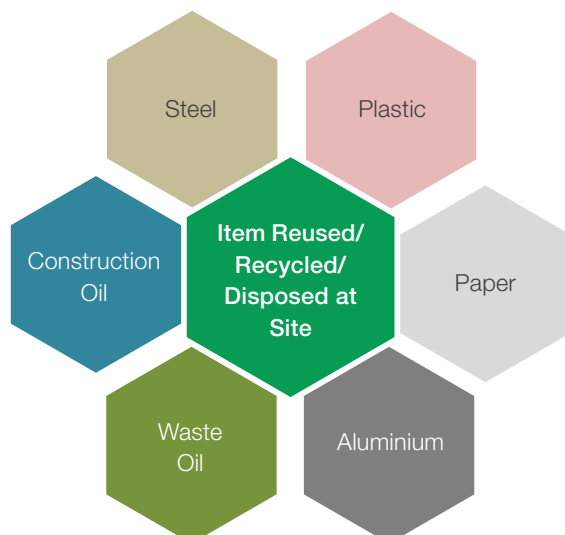 Steel
Plastic
Item Reused/
Recycled/
Disposed at
Site
Construction
Oil
Paper
Waste
Oil
Aluminium